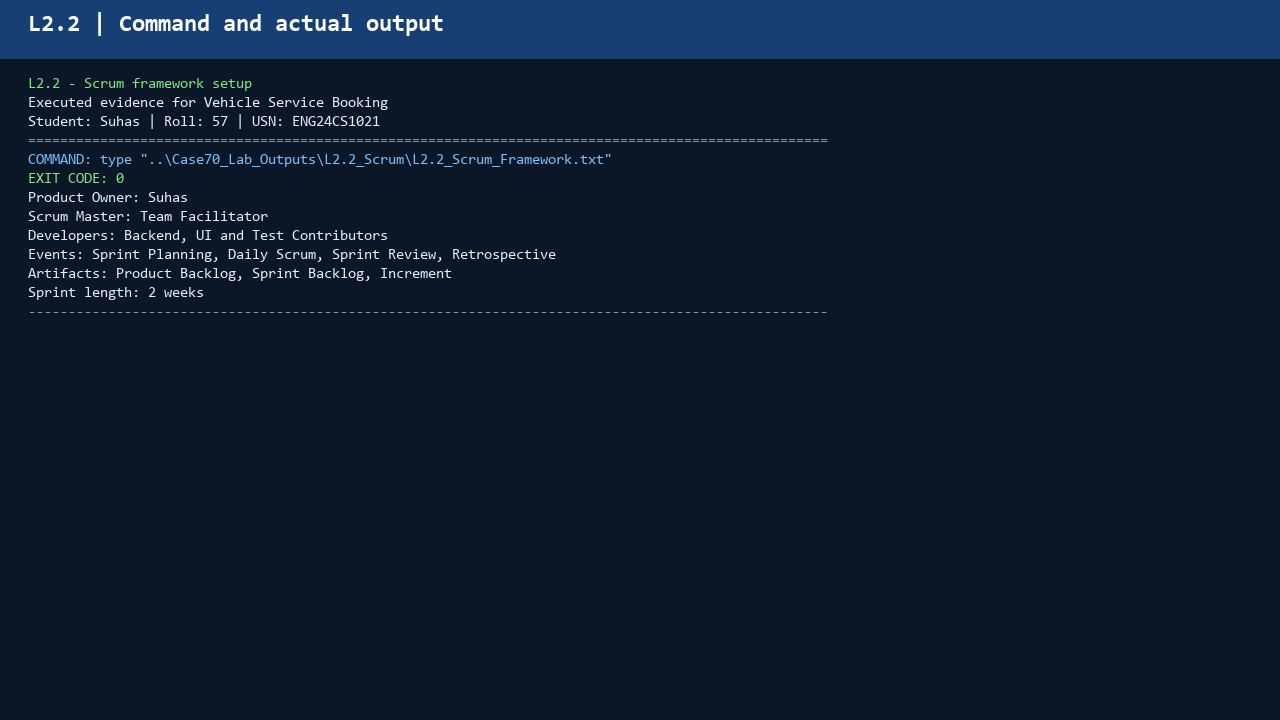 L2.2 | Command and actual output
L2.2 - Scrum framework setup
Executed evidence for Vehicle Service Booking
Student: Suhas | Roll: 57 | USN: ENG24CS1021
====================================================================================================
COMMAND: type "..\Case70_Lab_Outputs\L2.2_Scrum\L2.2_Scrum_Framework.txt"
EXIT CODE: 0
Product Owner: Suhas
Scrum Master: Team Facilitator
Developers: Backend, UI and Test Contributors
Events: Sprint Planning, Daily Scrum, Sprint Review, Retrospective
Artifacts: Product Backlog, Sprint Backlog, Increment
Sprint length: 2 weeks
----------------------------------------------------------------------------------------------------